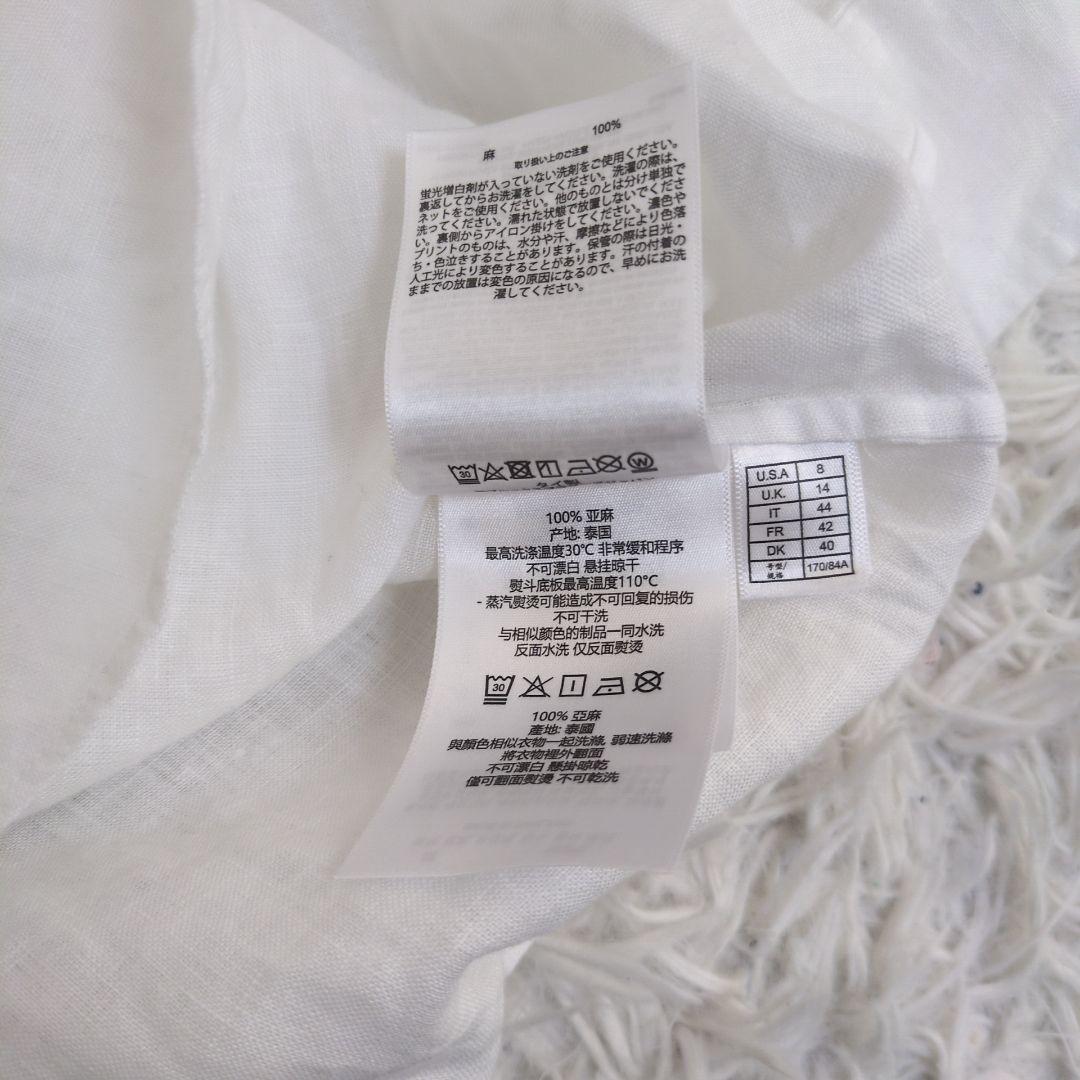 麻 100%
取り扱い上のご注意
蛍光増白剤が入っていない洗剤をご使用ください。
裏返してからお洗濯をしてください。洗濯の際は、
ネットをご使用ください。他のものとは分け単独で
洗ってください。濡れた状態で放置しないでくださ
い。裏側からアイロン掛けをしてください。濃色や
プリントのものは、水分や汗、摩擦などにより色落
ち・色泣きすることがあります。保管の際は日光・
人工光により変色することがあります。汗の付着の
ままでの放置は変色の原因になるので、早めにお洗
濯してください。
30
W
タイ製
100% 亚麻
产地: 泰国
最高洗涤温度30℃ 非常缓和程序
不可漂白 悬挂晾干
熨斗底板最高温度110℃
- 蒸汽熨烫可能造成不可回复的损伤
不可干洗
与相似颜色的制品一同水洗
反面水洗 仅反面熨烫
30
100% 亞麻
產地: 泰國
與顏色相似衣物一起洗滌, 弱速洗滌
將衣物裡外翻面
不可漂白 懸掛晾乾
僅可翻面熨燙 不可乾洗
U.S.A 8
U.K. 14
IT 44
FR 42
DK 40
号型/规格 170/84A